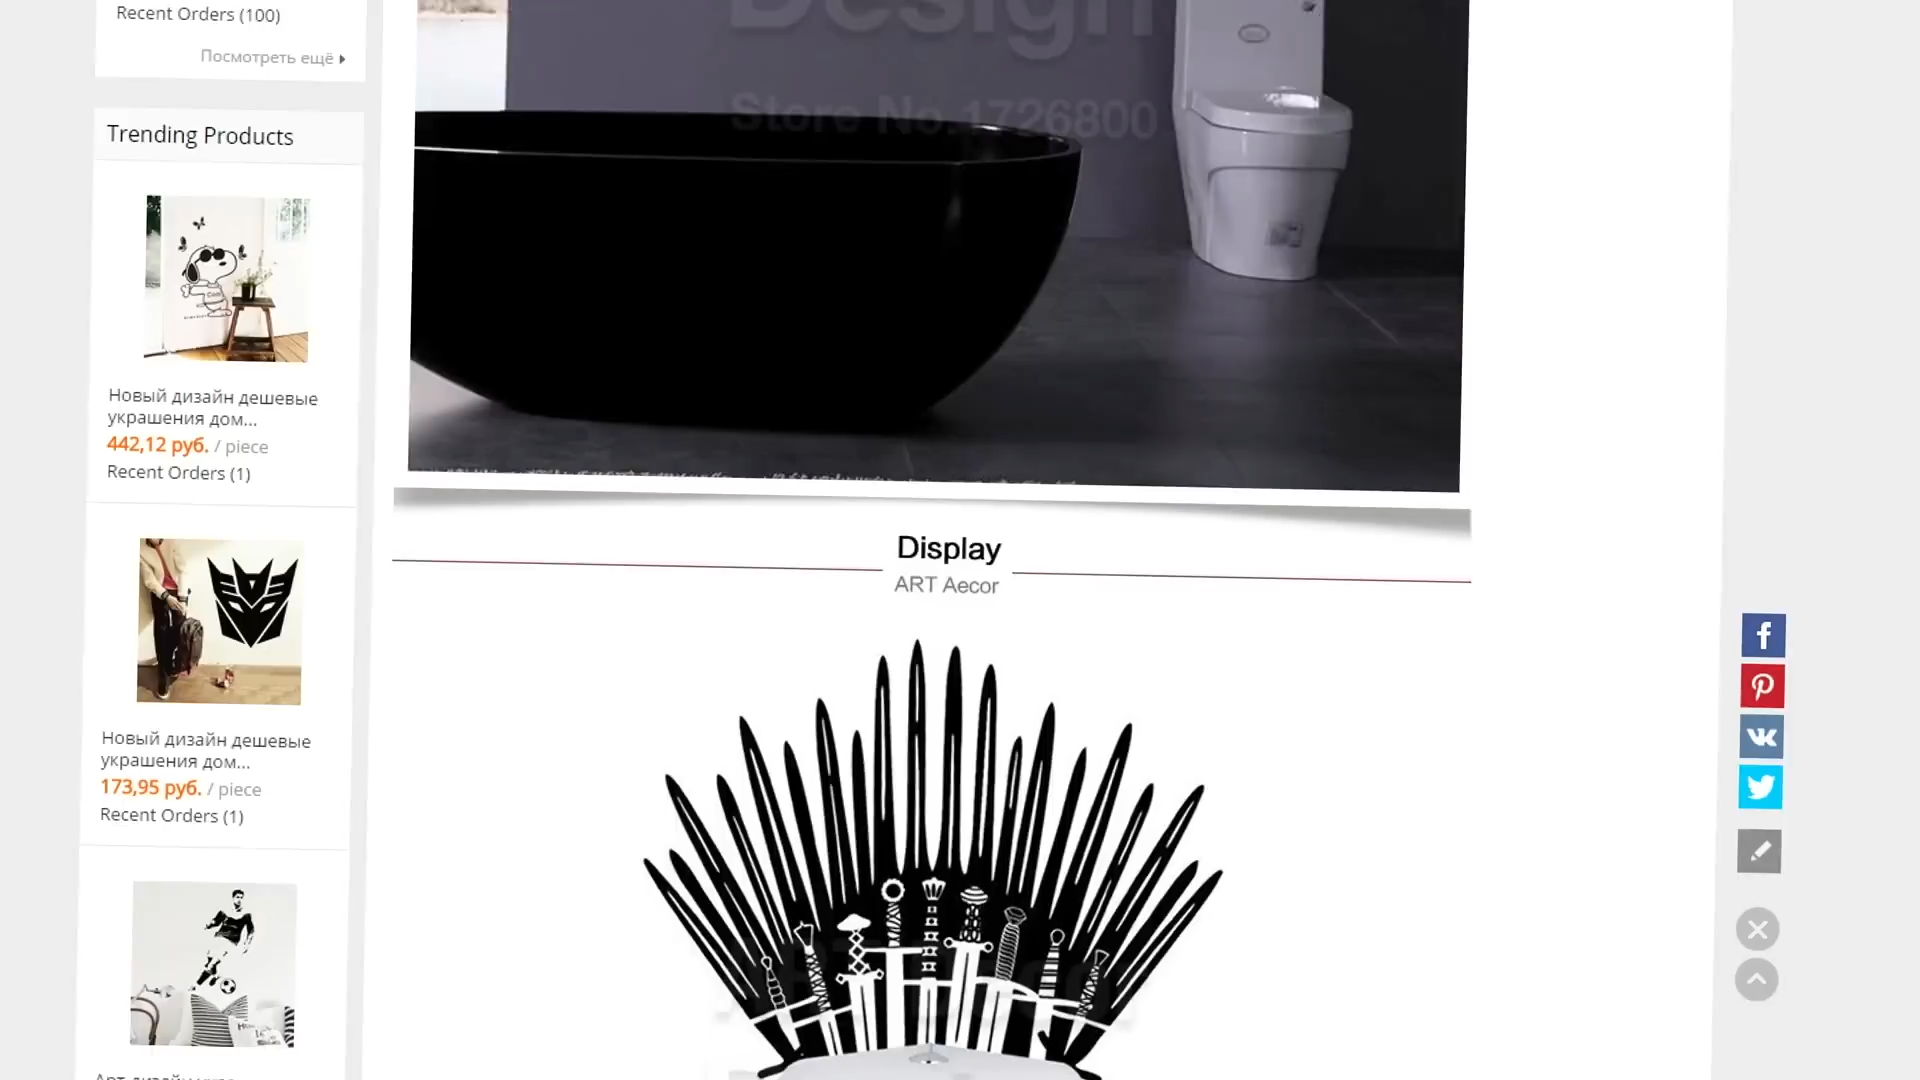 Recent Orders (100)
Посмотреть ещё
Trending Products
Новый дизайн дешевые
украшения дом...
442,12 руб. / piece
Recent Orders (1)
Новый дизайн дешевые
украшения дом...
173,95 руб. / piece
Recent Orders (1)
Design
Store No.1726800
Display
ART Aecor